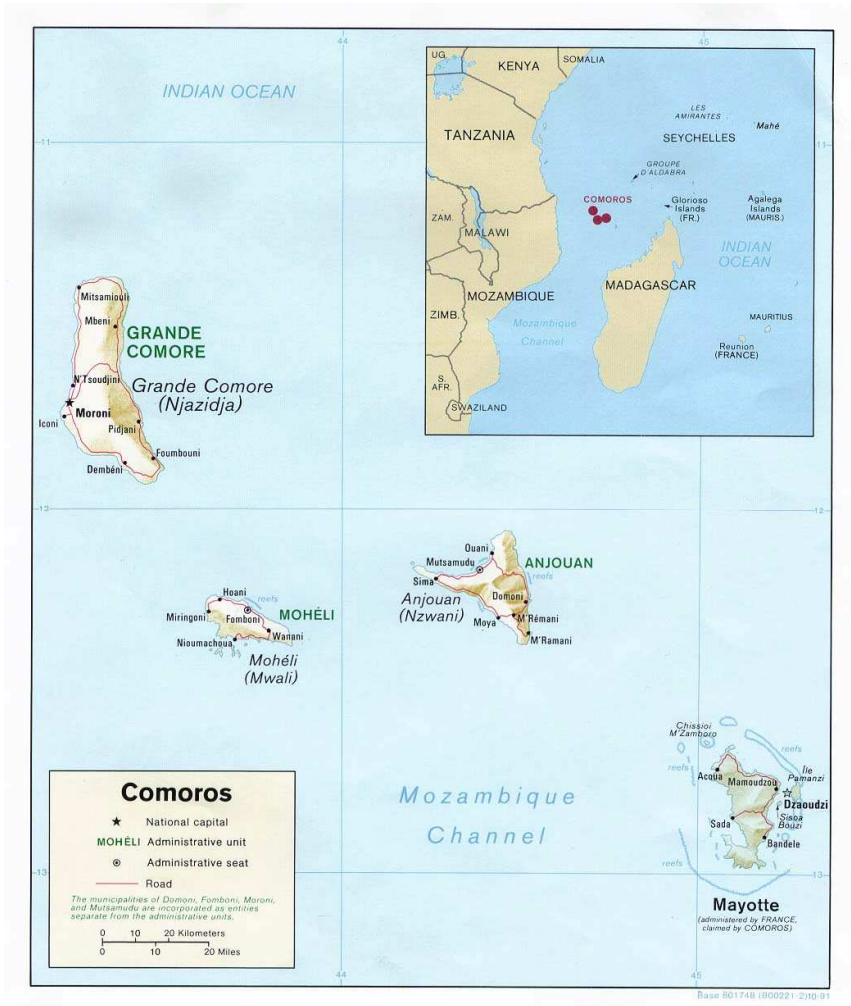 44
45
INDIAN OCEAN
11
11
UG.
KENYA
SOMALIA
TANZANIA
LES
AMIRANTES
Mahé
SEYCHELLES
GROUPE
D'ALDABRA
COMOROS
Glorioso
Islands
(FR.)
Agalega
Islands
(MAURIS.)
ZAM.
MALAWI
INDIAN
OCEAN
MOZAMBIQUE
MADAGASCAR
ZIMB.
Mozambique
Channel
MAURITIUS
Reunion
(FRANCE)
S.
AFR.
SWAZILAND
Mitsamiouli
Mbeni
GRANDE
COMORE
N'Tsoudjini
Grande Comore
(Njazidja)
Moroni
Iconi
Pidjani
Foumbouni
Dembéni
12
12
Ouani
Mutsamudu
ANJOUAN
reefs
Sima
Anjouan
(Nzwani)
Domoni
Moya
M'Rémani
M'Ramani
Hoani
reefs
Miringoni
Fomboni
MOHÉLI
Wanani
Nioumachoua
Mohéli
(Mwali)
Chissioi
M'Zamboro
reefs
reefs
Acoua
Mamoudzou
Île
Pamanzi
Dzaoudzi
Sada
Sisoa
Bouzi
Bandele
reefs
Mozambique
Channel
13
13
Mayotte
(administered by FRANCE,
claimed by COMOROS)
Comoros
National capital
MOHÉLI Administrative unit
Administrative seat
Road
The municipalities of Domoni, Fomboni, Moroni,
and Mutsamudu are incorporated as entities
separate from the administrative units.
0 10 20 Kilometers
0 10 20 Miles
44
45
Base 801748 (B00221-2)10-91